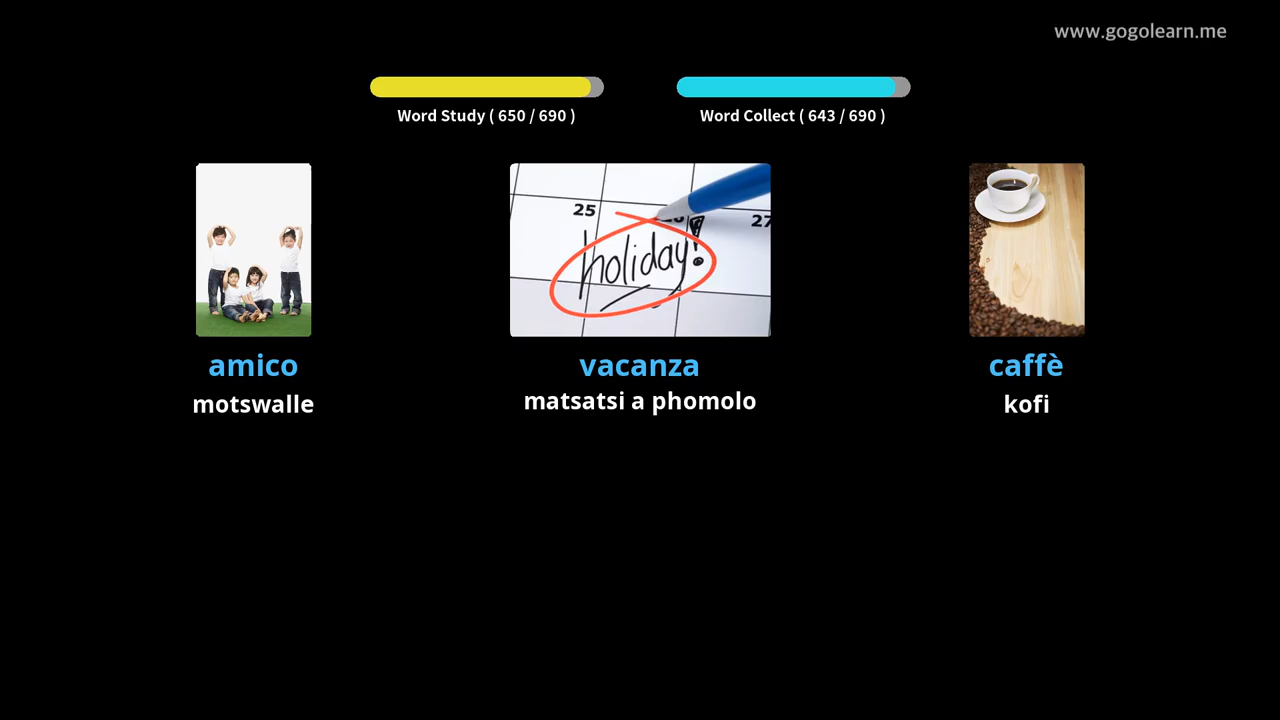 www.gogolearn.me
Word Study ( 650 / 690 )
Word Collect ( 643 / 690 )
25
27
holiday!
amico
vacanza
caffè
motswalle
matsatsi a phomolo
kofi